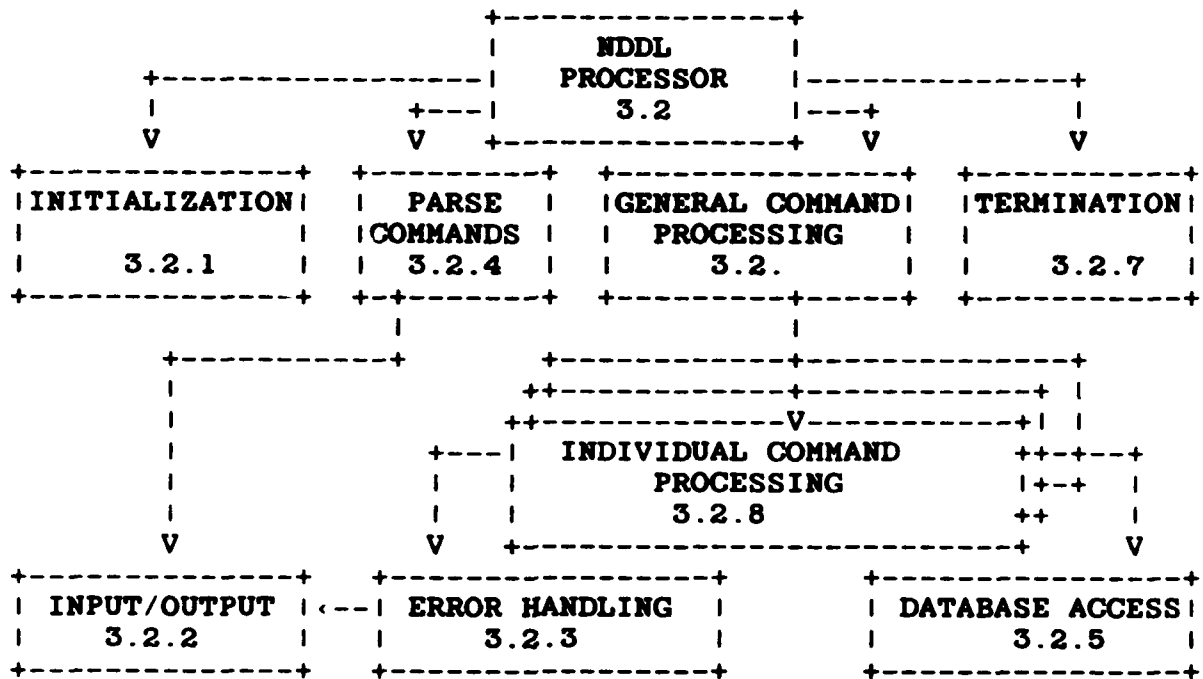 NDDL
PROCESSOR
3.2
V V V V
INITIALIZATION
3.2.1
PARSE
COMMANDS
3.2.4
GENERAL COMMAND
PROCESSING
3.2.
TERMINATION
3.2.7
V
INDIVIDUAL COMMAND
PROCESSING
3.2.8
V V V
INPUT/OUTPUT
3.2.2
ERROR HANDLING
3.2.3
DATABASE ACCESS
3.2.5